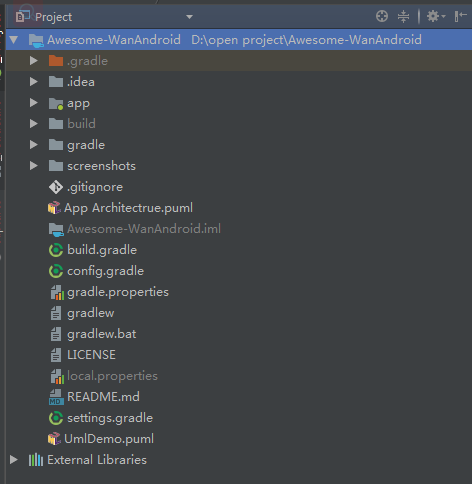 Project
Awesome-WanAndroid D:\open project\Awesome-WanAndroid
.gradle
.idea
app
build
gradle
screenshots
.gitignore
App Architectrue.puml
Awesome-WanAndroid.iml
build.gradle
config.gradle
gradle.properties
gradlew
gradlew.bat
LICENSE
local.properties
MD README.md
settings.gradle
UmlDemo.puml
External Libraries